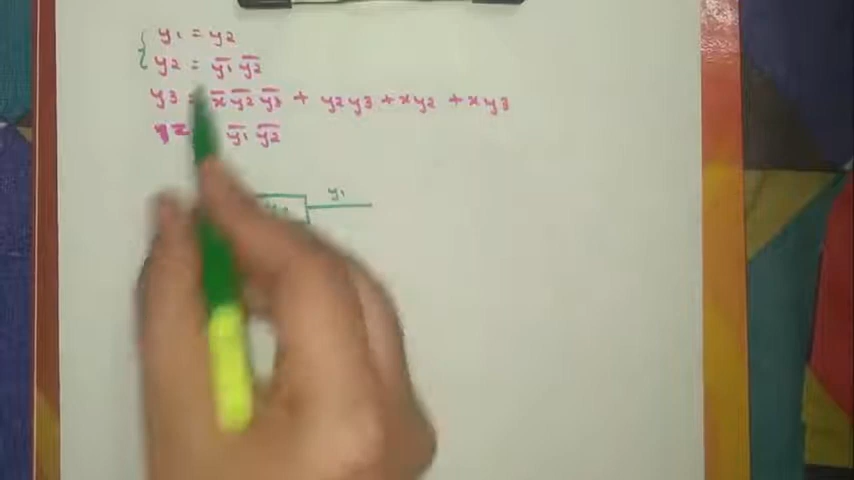 y1 = y2
y2 = y̅1̅ y̅2̅
y3 = x̅ y̅2̅ y̅3̅ + y2y3 + xy2 + xy3
y̅1̅ y̅2̅
y1